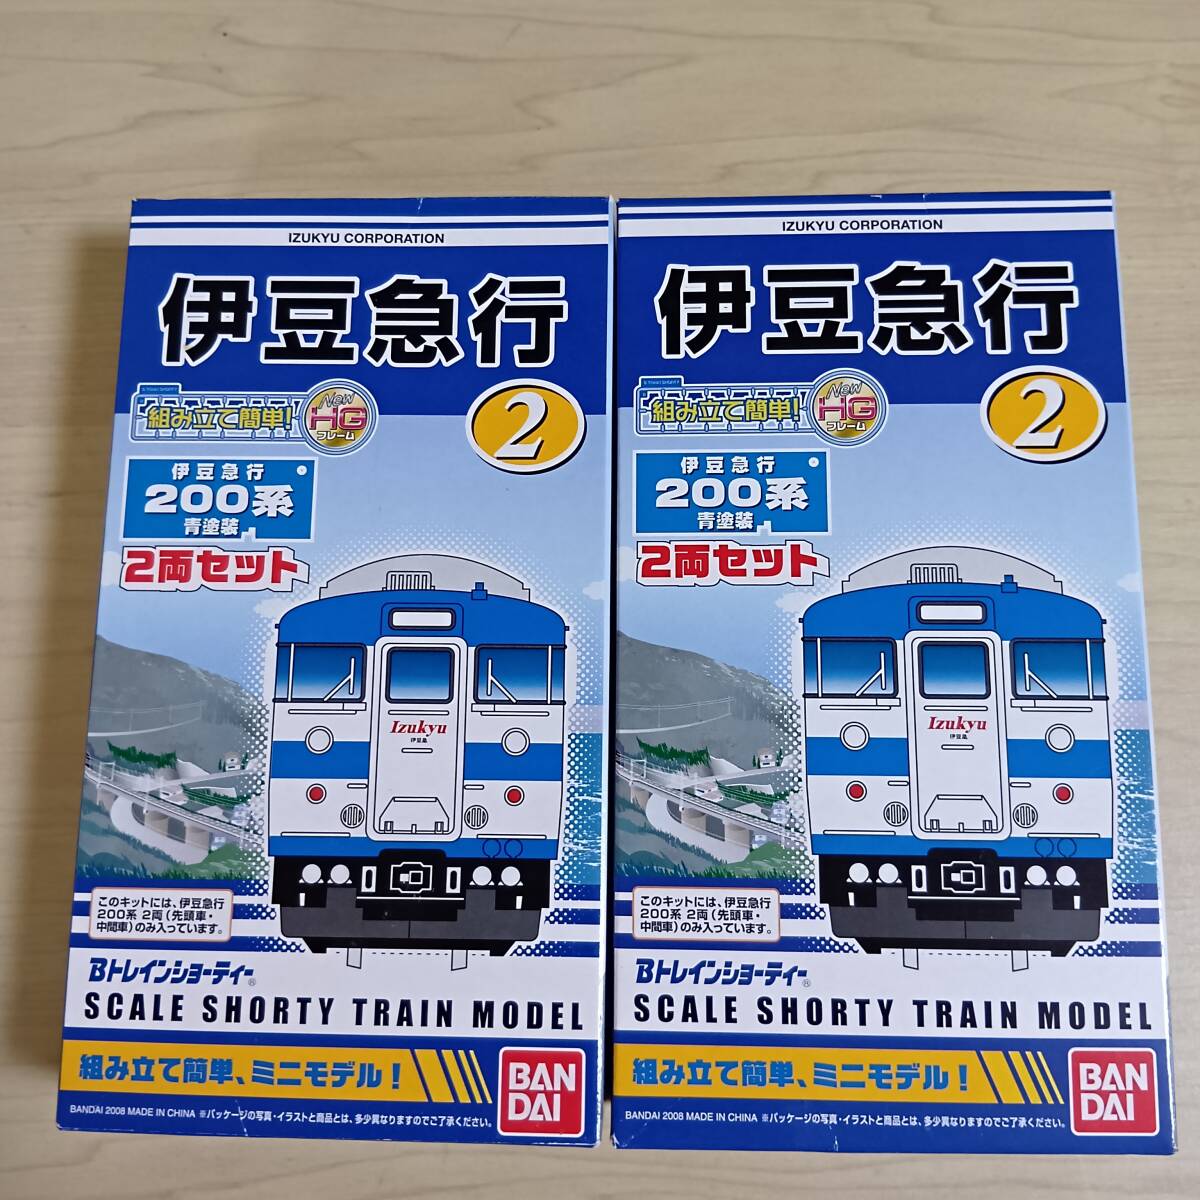 IZUKYU CORPORATION
伊豆急行
組み立て簡単!
New
HG
フレーム
2
伊豆急行
200系
青塗装
2両セット
Izukyu
伊豆急
このキットには、伊豆急行
200系 2両(先頭車・
中間車)のみ入っています。
Bトレインショーティー®
SCALE SHORTY TRAIN MODEL
組み立て簡単、ミニモデル!
BANDAI 2008 MADE IN CHINA ※パッケージの写真・イラストと商品とは、多少異なりますのでご了承ください。
BAN
DAI
IZUKYU CORPORATION
伊豆急行
B TRAIN SHORTY
組み立て簡単!
New
HG
フレーム
2
伊豆急行
200系
青塗装
2両セット
Izukyu
伊豆急
このキットには、伊豆急行
200系 2両(先頭車・
中間車)のみ入っています。
Bトレインショーティー®
SCALE SHORTY TRAIN MODEL
組み立て簡単、ミニモデル!
BANDAI 2008 MADE IN CHINA ※パッケージの写真・イラストと商品とは、多少異なりますのでご了承ください。
BAN
DAI